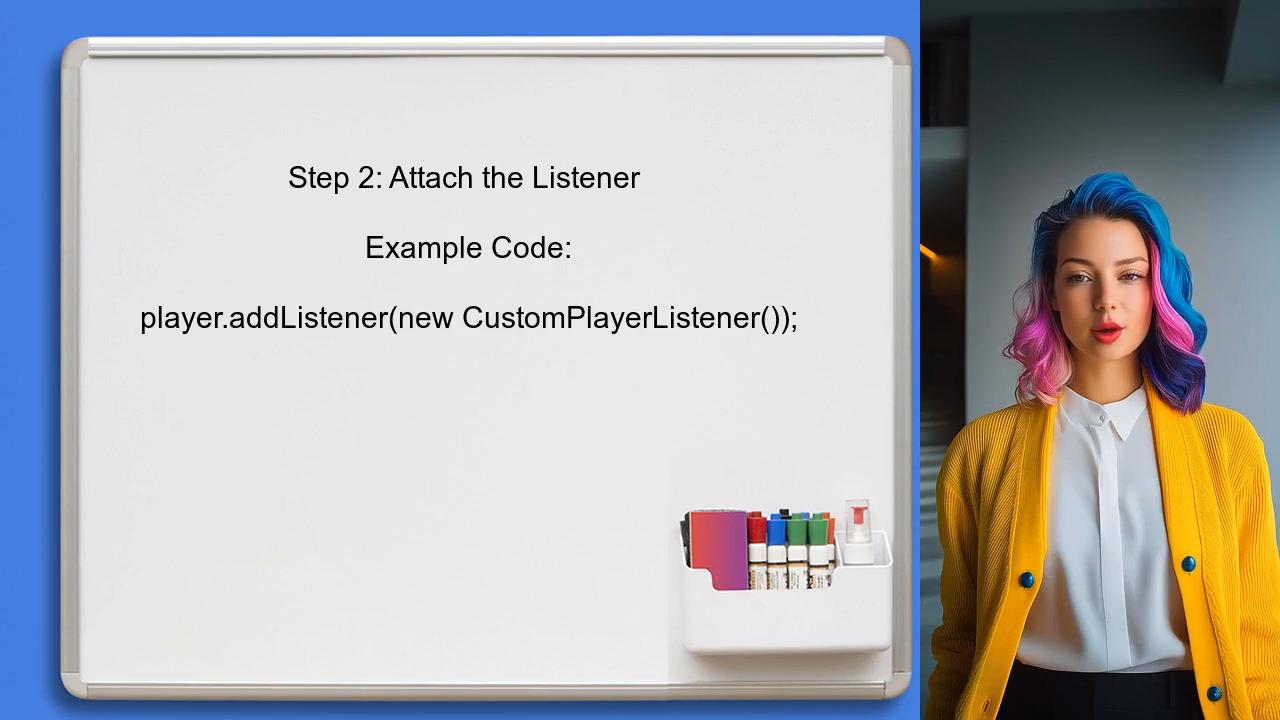 Step 2: Attach the Listener
Example Code:
player.addListener(new CustomPlayerListener());